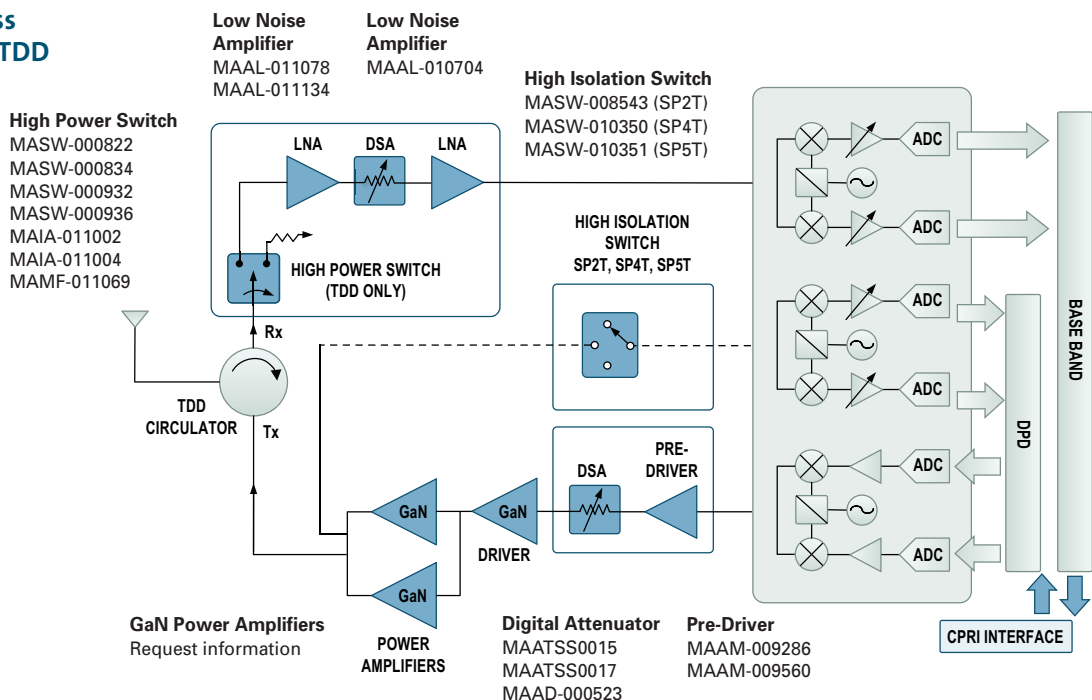 ss
TDD
Low Noise
Amplifier
MAAL-011078
MAAL-011134
Low Noise
Amplifier
MAAL-010704
High Isolation Switch
MASW-008543 (SP2T)
MASW-010350 (SP4T)
MASW-010351 (SP5T)
High Power Switch
MASW-000822
MASW-000834
MASW-000932
MASW-000936
MAIA-011002
MAIA-011004
MAMF-011069
LNA
DSA
LNA
HIGH POWER SWITCH
(TDD ONLY)
HIGH ISOLATION
SWITCH
SP2T, SP4T, SP5T
Rx
TDD
CIRCULATOR
Tx
GaN
GaN
GaN
DRIVER
POWER
AMPLIFIERS
DSA
PRE-
DRIVER
ADC
ADC
ADC
ADC
ADC
ADC
DPD
BASE BAND
CPRI INTERFACE
GaN Power Amplifiers
Request information
Digital Attenuator
MAATSS0015
MAATSS0017
MAAD-000523
Pre-Driver
MAAM-009286
MAAM-009560